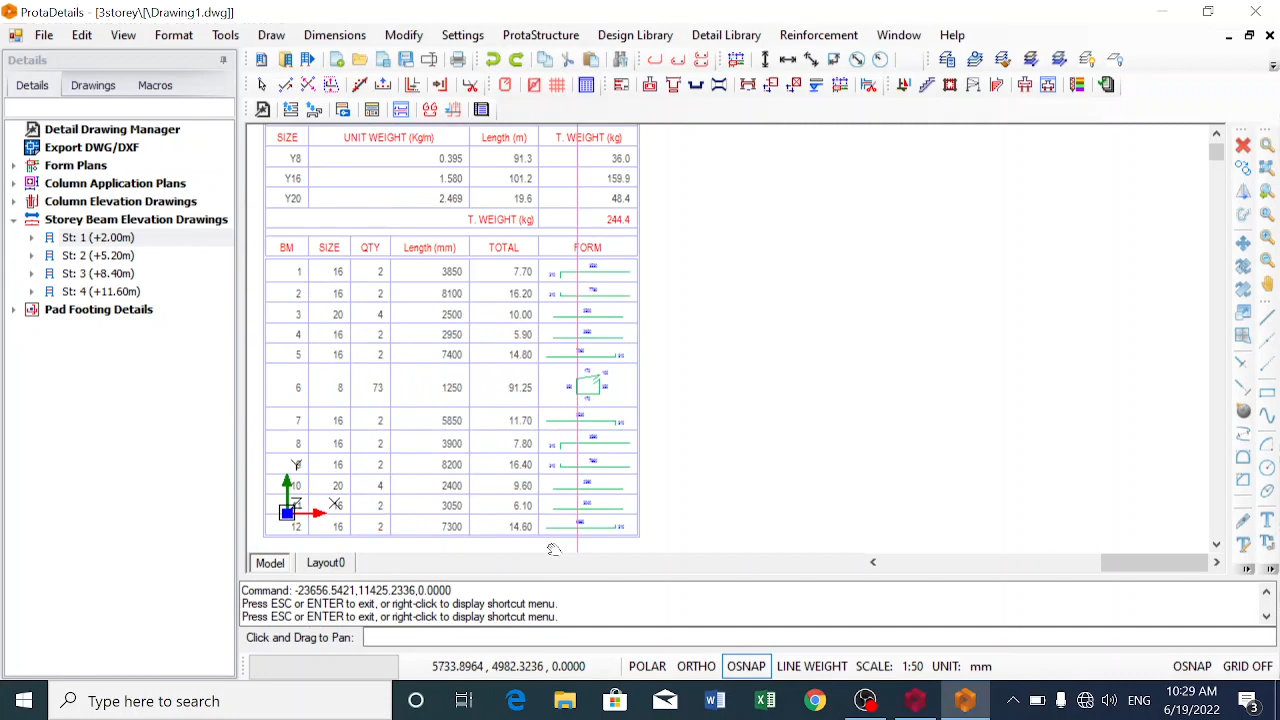 ProtaDetails - [3storey\[\Drawing1.dwg]]
File Edit View Format Tools Draw Dimensions Modify Settings ProtaStructure Design Library Detail Library Reinforcement Window Help
Details
Details Drawings Macros
Detail Drawing Manager
Export DWG/DXF
Form Plans
Column Application Plans
Column Elevation Drawings
Storey Beam Elevation Drawings
St: 1 (+2.00m)
St: 2 (+5.20m)
St: 3 (+8.40m)
St: 4 (+11.60m)
Pad Footing Details
SIZE UNIT WEIGHT (Kg/m) Length (m) T. WEIGHT (kg)
Y8 0.395 91.3 36.0
Y16 1.580 101.2 159.9
Y20 2.469 19.6 48.4
T. WEIGHT (kg) 244.4
BM SIZE QTY Length (mm) TOTAL FORM
1 16 2 3850 7.70
2 16 2 8100 16.20
3 20 4 2500 10.00
4 16 2 2950 5.90
5 16 2 7400 14.80
6 8 73 1250 91.25
7 16 2 5850 11.70
8 16 2 3900 7.80
16 2 8200 16.40
10 20 4 2400 9.60
2 3050 6.10
12 16 2 7300 14.60
Y
Z X
Model Layout0
Command: -23656.5421,11425.2336,0.0000
Press ESC or ENTER to exit, or right-click to display shortcut menu.
Press ESC or ENTER to exit, or right-click to display shortcut menu.
Click and Drag to Pan:
5733.8964 , 4982.3236 , 0.0000 POLAR ORTHO OSNAP LINE WEIGHT SCALE: 1:50 UNIT: mm OSNAP GRID OFF
Type here to search
ENG
10:29 AM
6/19/2022
3